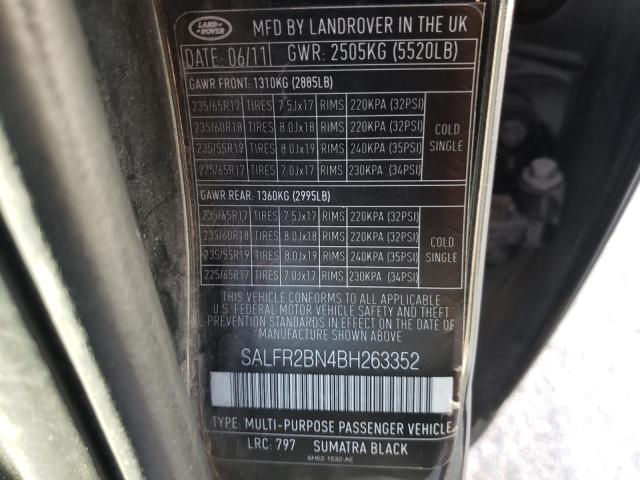 LAND-ROVER
MFD BY LANDROVER IN THE UK
DATE: 06/11 GWR: 2505KG (5520LB)
GAWR FRONT: 1310KG (2885LB)
235/65R17 TIRES 7.5Jx17 RIMS 220KPA (32PSI)
235/60R18 TIRES 8.0Jx18 RIMS 220KPA (32PSI)
235/55R19 TIRES 8.0Jx19 RIMS 240KPA (35PSI)
225/65R17 TIRES 7.0Jx17 RIMS 230KPA (34PSI)
COLD
SINGLE
GAWR REAR: 1360KG (2995LB)
235/65R17 TIRES 7.5Jx17 RIMS 220KPA (32PSI)
235/60R18 TIRES 8.0Jx18 RIMS 220KPA (32PSI)
235/55R19 TIRES 8.0Jx19 RIMS 240KPA (35PSI)
225/65R17 TIRES 7.0Jx17 RIMS 230KPA (34PSI)
COLD
SINGLE
THIS VEHICLE CONFORMS TO ALL APPLICABLE
U.S. FEDERAL MOTOR VEHICLE SAFETY AND THEFT
PREVENTION STANDARDS IN EFFECT ON THE DATE OF
MANUFACTURE SHOWN ABOVE
SALFR2BN4BH263352
TYPE: MULTI-PURPOSE PASSENGER VEHICLE
LRC: 797 SUMATRA BLACK
BH52-1532-AE